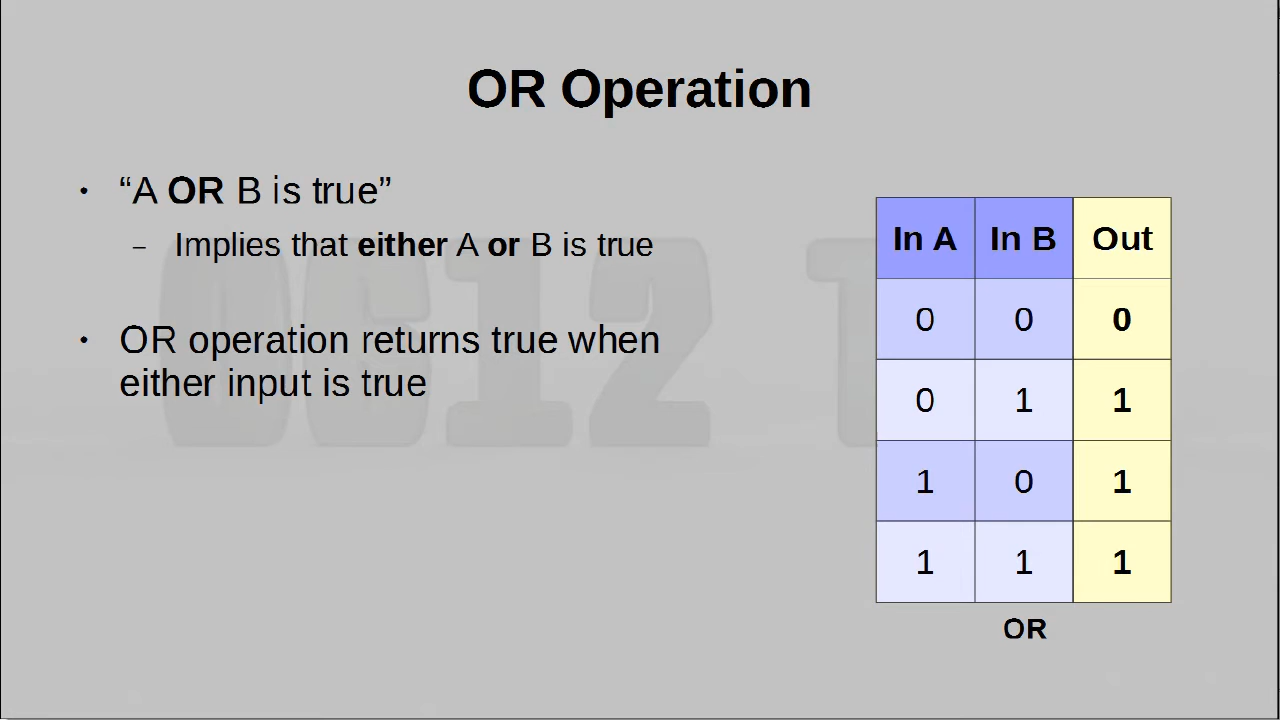 OR Operation
• “A OR B is true”
– Implies that either A or B is true
• OR operation returns true when
either input is true
In A In B Out
0 0 0
0 1 1
1 0 1
1 1 1
OR